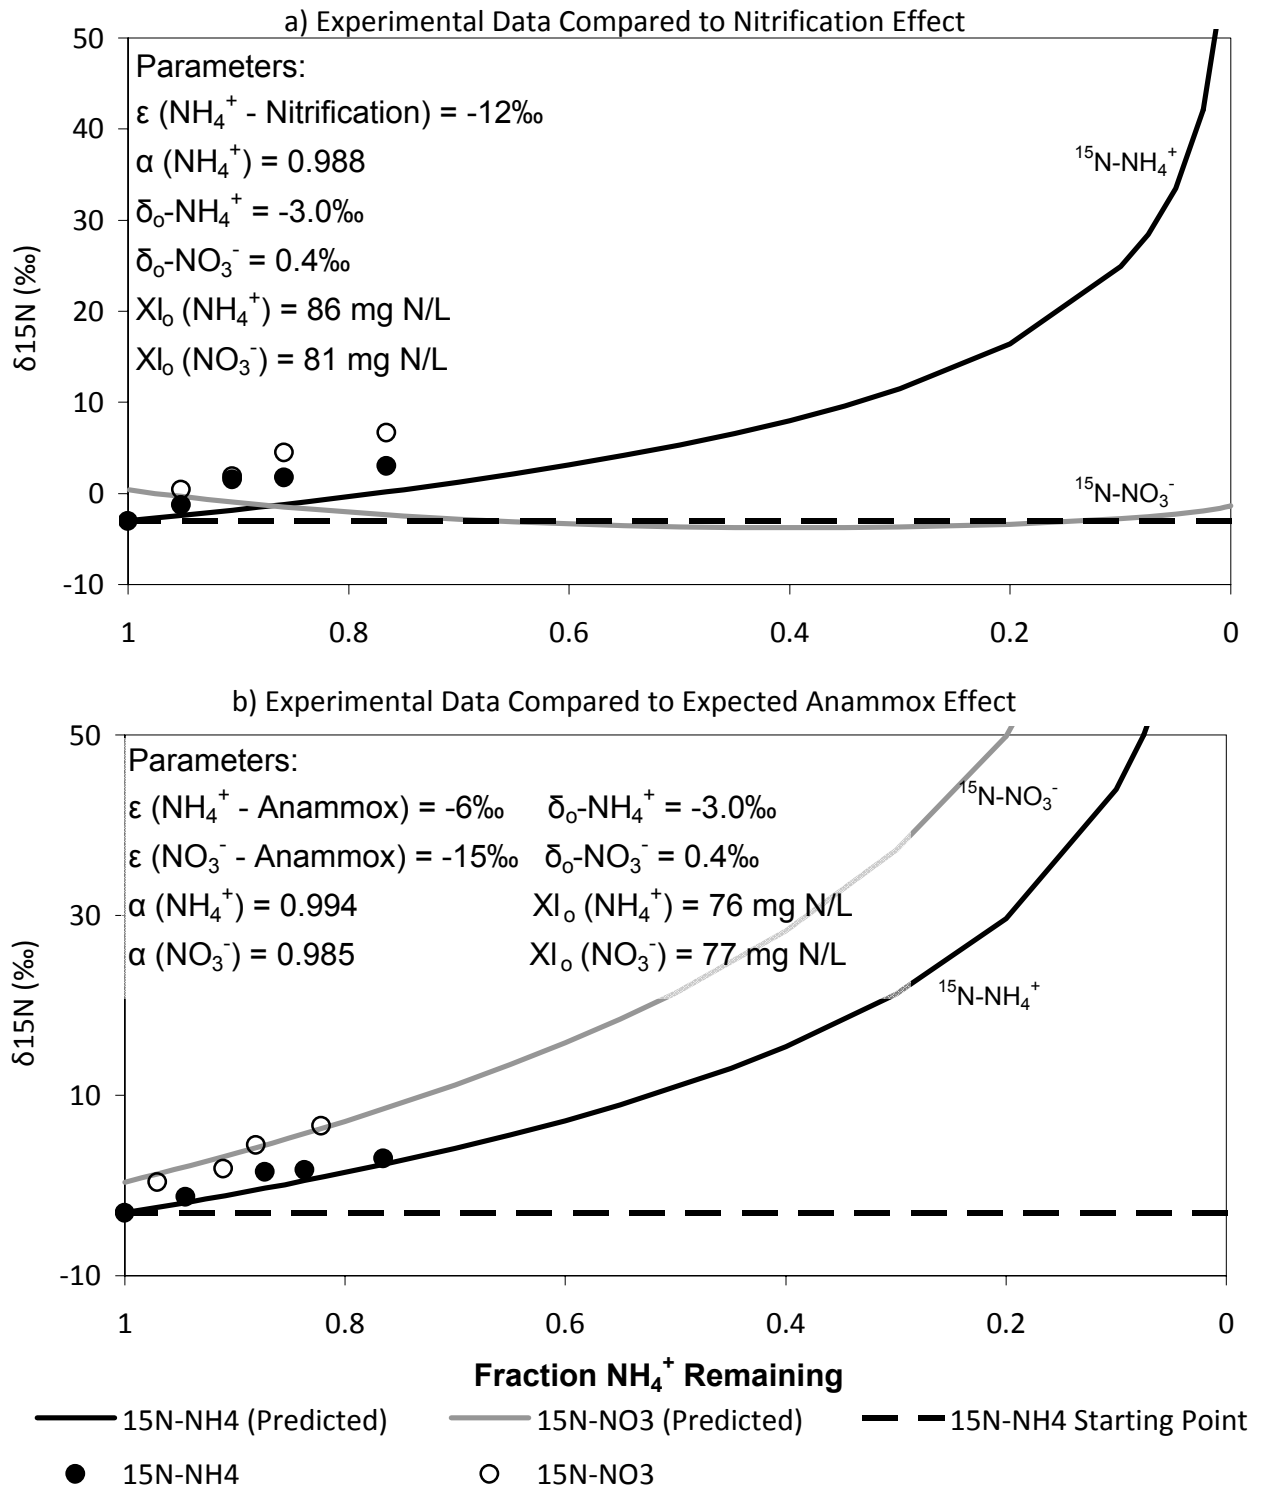 a) Experimental Data Compared to Nitrification Effect
Parameters:
ε (NH₄⁺ - Nitrification) = -12‰
α (NH₄⁺) = 0.988
δₒ-NH₄⁺ = -3.0‰
δₒ-NO₃⁻ = 0.4‰
Xlₒ (NH₄⁺) = 86 mg N/L
Xlₒ (NO₃⁻) = 81 mg N/L
¹⁵N-NH₄⁺
¹⁵N-NO₃⁻
δ15N (‰)
50
40
30
20
10
0
-10
1 0.8 0.6 0.4 0.2 0
b) Experimental Data Compared to Expected Anammox Effect
Parameters:
ε (NH₄⁺ - Anammox) = -6‰ δₒ-NH₄⁺ = -3.0‰
ε (NO₃⁻ - Anammox) = -15‰ δₒ-NO₃⁻ = 0.4‰
α (NH₄⁺) = 0.994 Xlₒ (NH₄⁺) = 76 mg N/L
α (NO₃⁻) = 0.985 Xlₒ (NO₃⁻) = 77 mg N/L
¹⁵N-NO₃⁻
¹⁵N-NH₄⁺
δ15N (‰)
50
30
10
-10
1 0.8 0.6 0.4 0.2 0
Fraction NH₄⁺ Remaining
15N-NH4 (Predicted) 15N-NO3 (Predicted) 15N-NH4 Starting Point
15N-NH4 15N-NO3